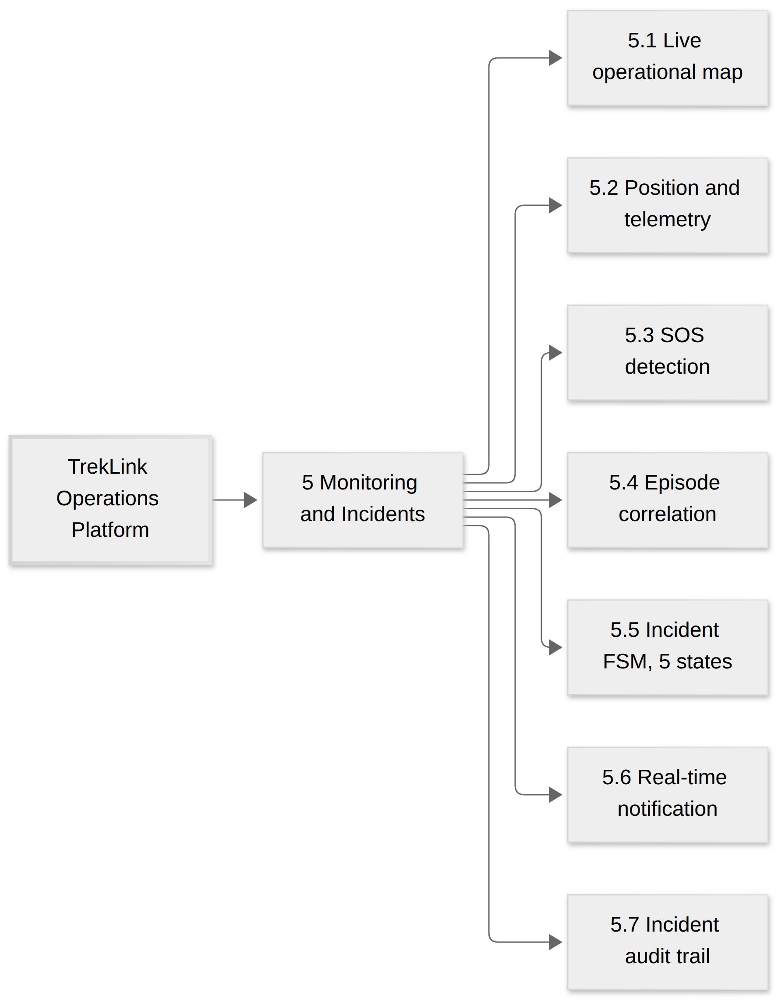 TrekLink
Operations
Platform
5 Monitoring
and Incidents
5.1 Live
operational map
5.2 Position and
telemetry
5.3 SOS
detection
5.4 Episode
correlation
5.5 Incident
FSM, 5 states
5.6 Real-time
notification
5.7 Incident
audit trail